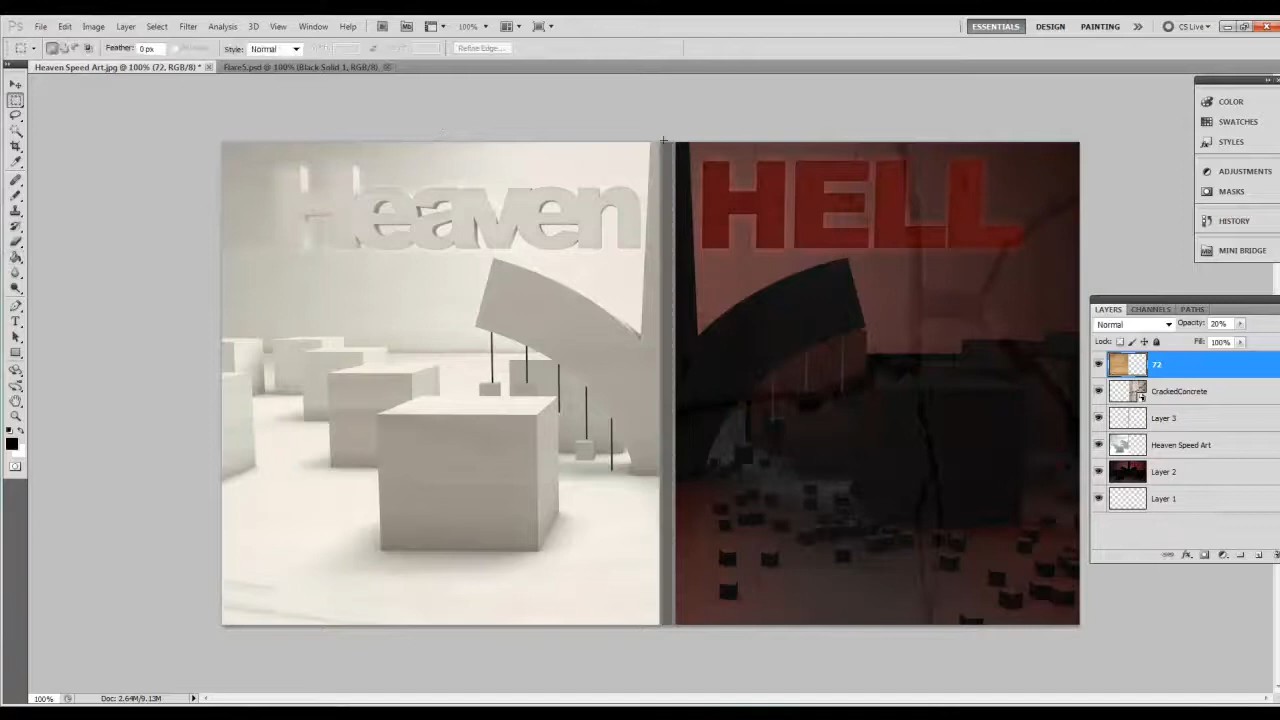 Ps File Edit Image Layer Select Filter Analysis 3D View Window Help Mb 100% ESSENTIALS DESIGN PAINTING CS Live
Feather: 0 px Style: Normal Refine Edge...
Heaven Speed Art.jpg @ 100% (72, RGB/8) * Flare5.psd @ 100% (Black Solid 1, RGB/8)
COLOR
SWATCHES
STYLES
ADJUSTMENTS
MASKS
HISTORY
MINI BRIDGE
Heaven HELL
LAYERS CHANNELS PATHS
Normal Opacity: 20%
Lock: Fill: 100%
72
CrackedConcrete
Layer 3
Heaven Speed Art
Layer 2
Layer 1
100% Doc: 2.64M/9.13M